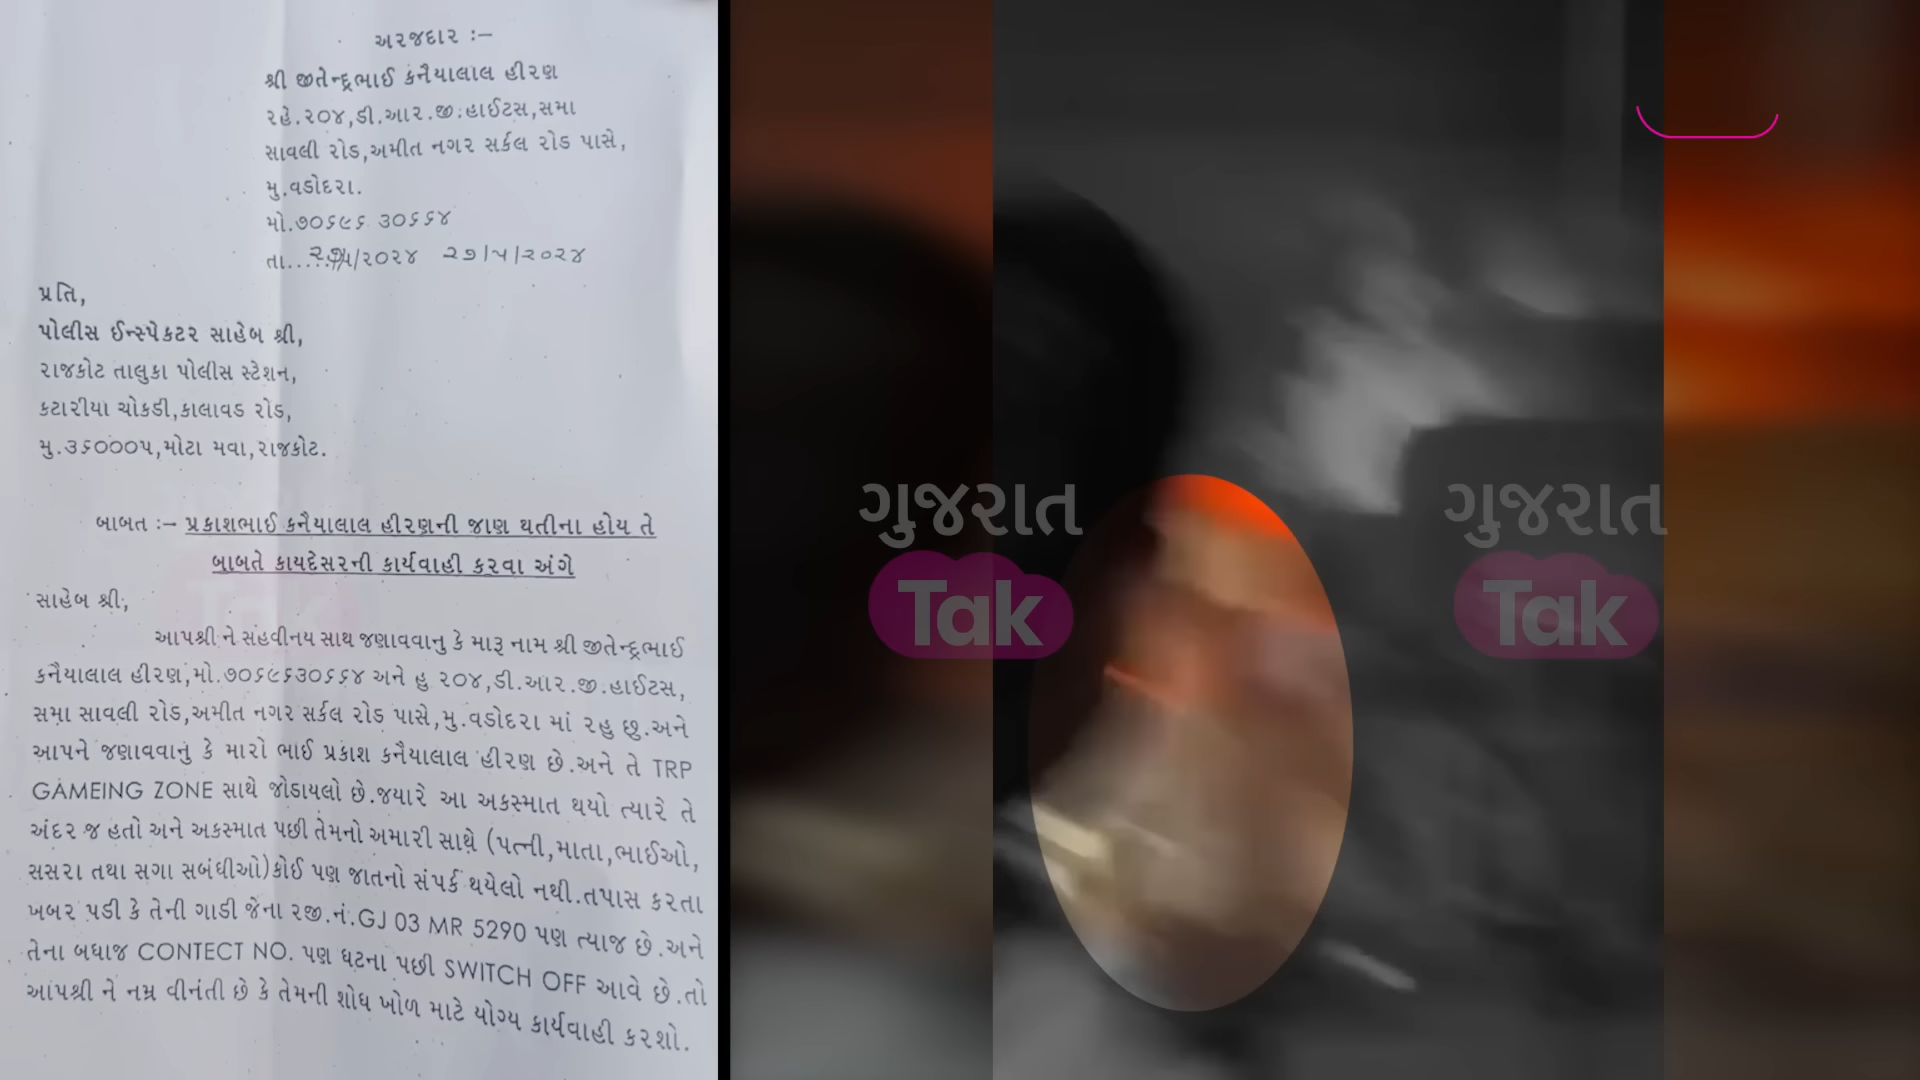 અરજદાર :–
શ્રી જીતેન્દ્રભાઈ કનૈયાલાલ હીરણ
રહે.૨૦૪,ડી.આર.જી.હાઈટસ,સમા
સાવલી રોડ,અમીત નગર સર્કલ રોડ પાસે,
મુ.વડોદરા.
મો.૭૦૬૯૬ ૩૦૬૬૪
તા...../૨૦૨૪ ૨૭/૫/૨૦૨૪
પ્રતિ,
પોલીસ ઈન્સ્પેકટર સાહેબ શ્રી,
રાજકોટ તાલુકા પોલીસ સ્ટેશન,
કટારીયા ચોકડી,કાલાવડ રોડ,
મુ.૩૬૦૦૦૫,મોટા મવા,રાજકોટ.
બાબત :– પ્રકાશભાઈ કનૈયાલાલ હીરણની જાણ થતીના હોય તે
બાબતે કાયદેસરની કાર્યવાહી કરવા અંગે
સાહેબ શ્રી,
આપશ્રી ને સહવીનય સાથ જણાવવાનુ કે મારૂ નામ શ્રી જીતેન્દ્રભાઈ
કનૈયાલાલ હીરણ,મો.૭૦૬૯૬૩૦૬૬૪ અને હુ ૨૦૪,ડી.આર.જી.હાઈટસ,
સમા સાવલી રોડ,અમીત નગર સર્કલ રોડ પાસે,મુ.વડોદરા માં રહુ છુ.અને
આપને જણાવવાનું કે મારો ભાઈ પ્રકાશ કનૈયાલાલ હીરણ છે.અને તે TRP
GAMEING ZONE સાથે જોડાયલો છે.જયારે આ અકસ્માત થયો ત્યારે તે
અંદર જ હતો અને અકસ્માત પછી તેમનો અમારી સાથે (પત્ની,માતા,ભાઈઓ,
સસરા તથા સગા સબંધીઓ)કોઈ પણ જાતનો સંપર્ક થયેલો નથી.તપાસ કરતા
ખબર પડી કે તેની ગાડી જેના રજી.નં.GJ 03 MR 5290 પણ ત્યાજ છે.અને
તેના બધાજ CONTECT NO. પણ ઘટના પછી SWITCH OFF આવે છે.તો
આપશ્રી ને નમ્ર વીનંતી છે કે તેમની શોધ ખોળ માટે યોગ્ય કાર્યવાહી કરશો.
ગુજરાત
Tak
ગુજરાત
Tak